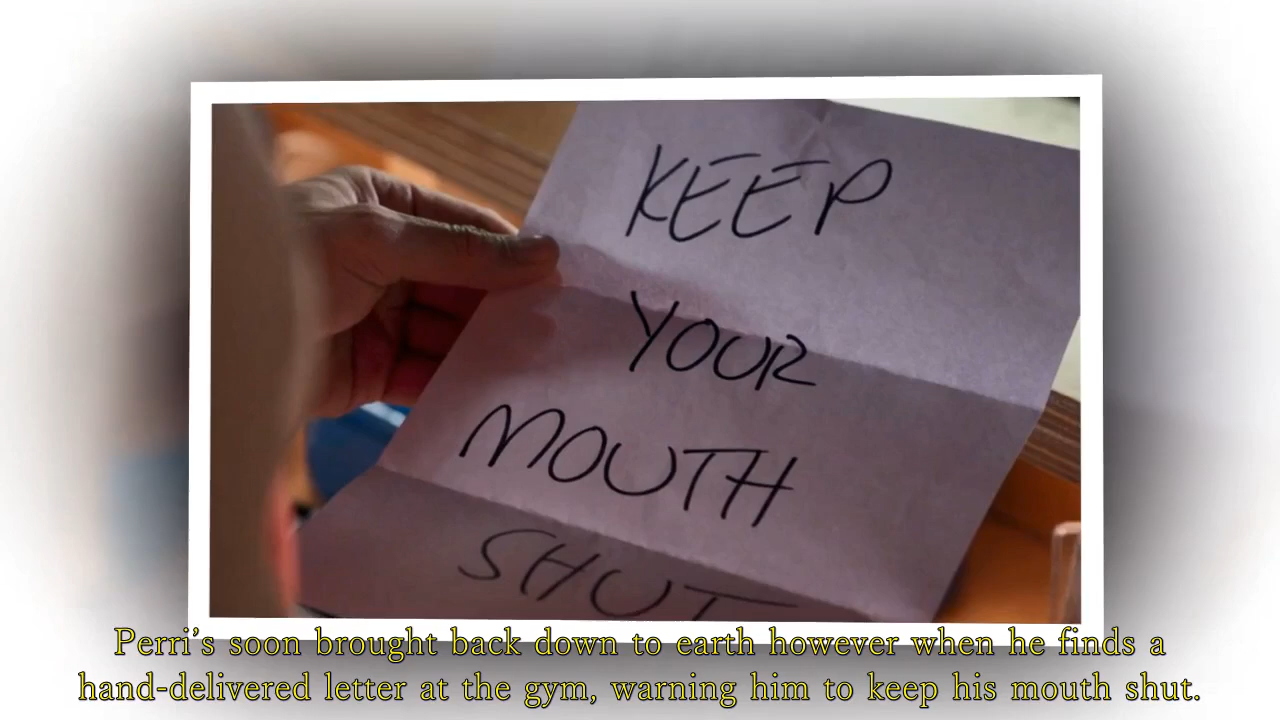 KEEP
YOUR
MOUTH
SHUT
Perri's soon brought back down to earth however when he finds a
hand-delivered letter at the gym, warning him to keep his mouth shut.